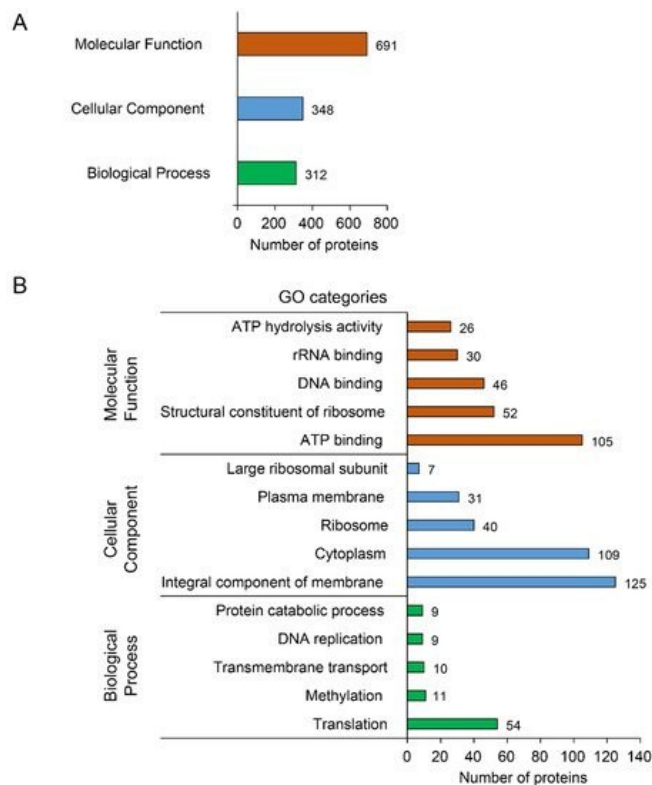 A
Molecular Function 691
Cellular Component 348
Biological Process 312
0 200 400 600 800
Number of proteins
B
GO categories
Molecular Function
ATP hydrolysis activity 26
rRNA binding 30
DNA binding 46
Structural constituent of ribosome 52
ATP binding 105
Cellular Component
Large ribosomal subunit 7
Plasma membrane 31
Ribosome 40
Cytoplasm 109
Integral component of membrane 125
Biological Process
Protein catabolic process 9
DNA replication 9
Transmembrane transport 10
Methylation 11
Translation 54
0 20 40 60 80 100 120 140
Number of proteins